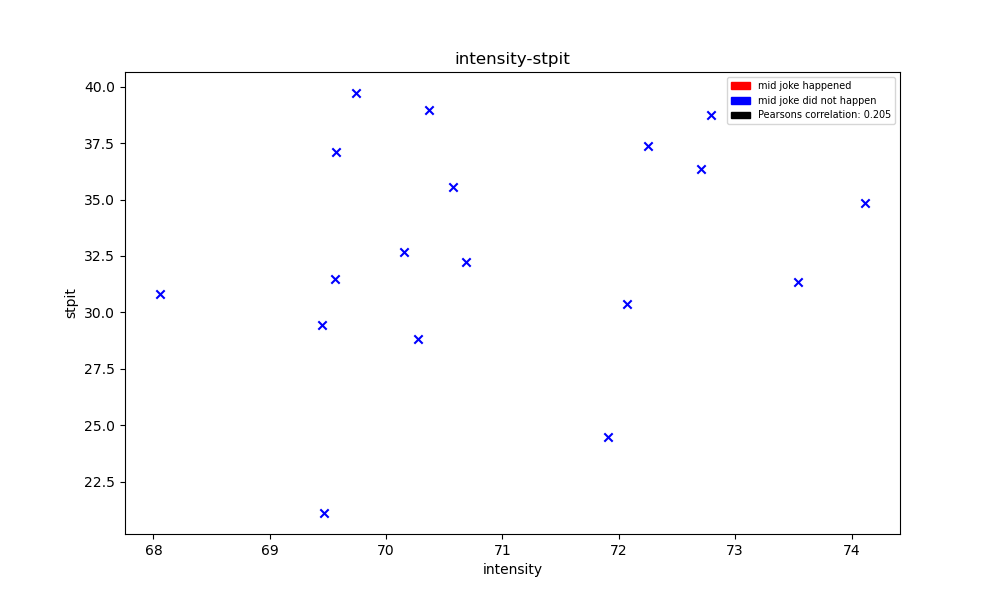 intensity-stpit
mid joke happened
mid joke did not happen
Pearsons correlation: 0.205
40.0
37.5
35.0
32.5
30.0
27.5
25.0
22.5
stpit
68 69 70 71 72 73 74
intensity